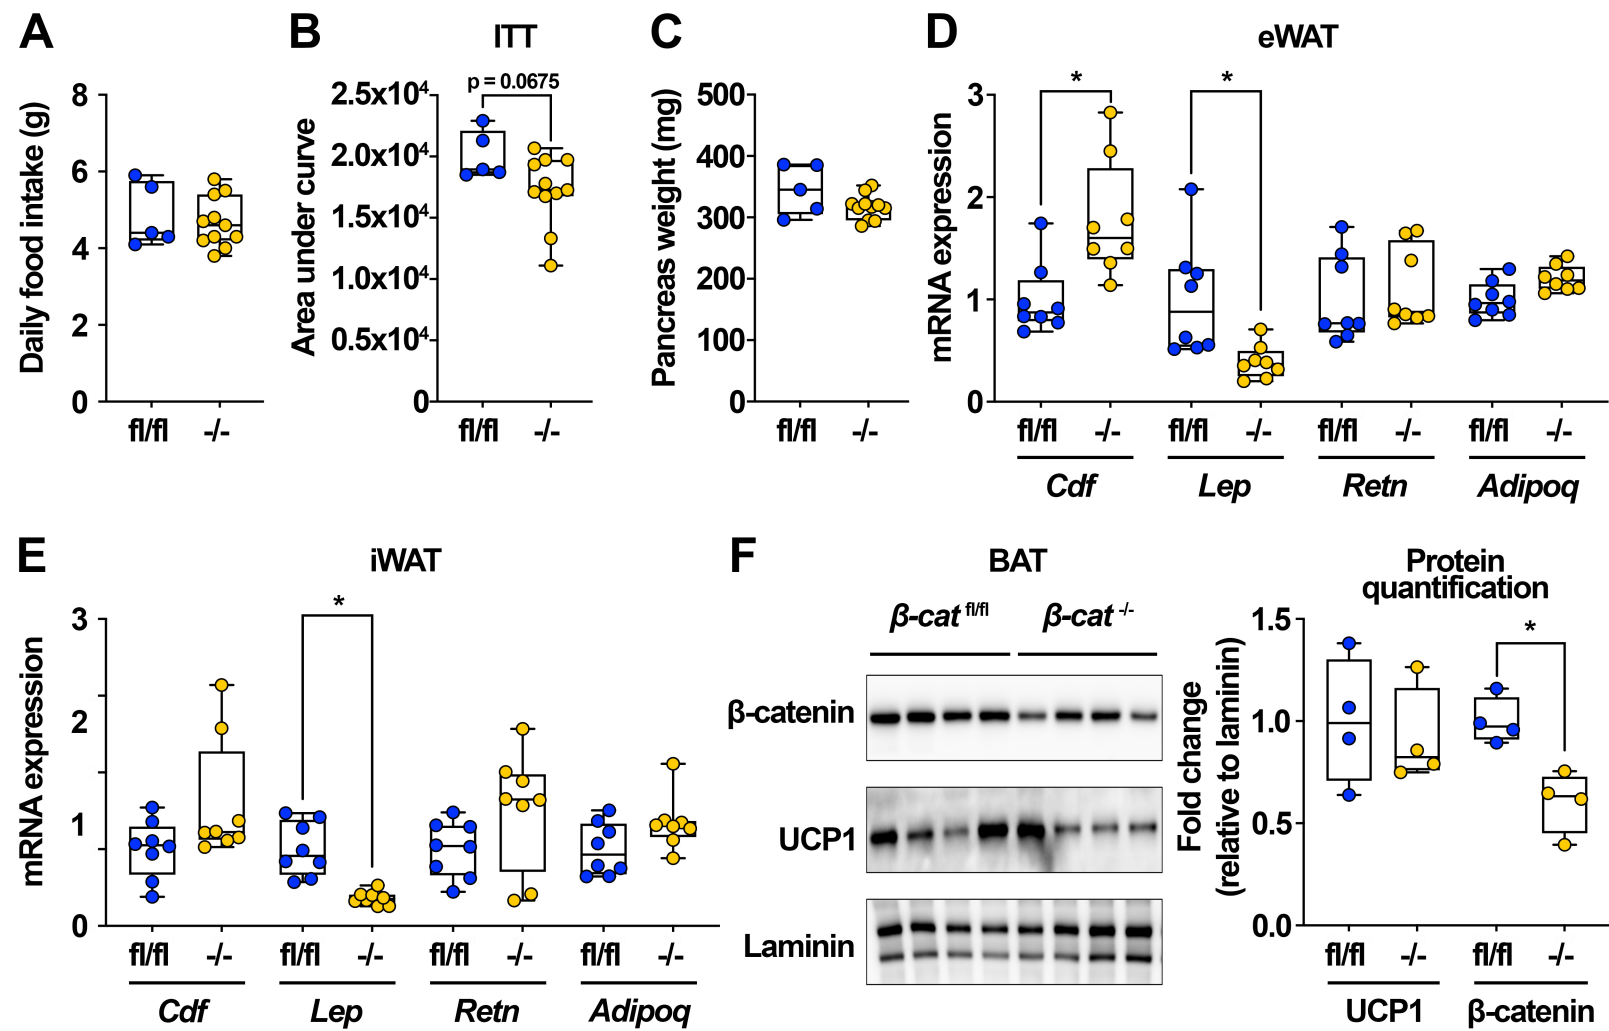 A
Daily food intake (g)
8
6
4
2
0
fl/fl -/-
B
ITT
p = 0.0675
Area under curve
2.5x10⁴
2.0x10⁴
1.5x10⁴
1.0x10⁴
0.5x10⁴
0
fl/fl -/-
C
Pancreas weight (mg)
500
400
300
200
100
0
fl/fl -/-
D
eWAT
* *
mRNA expression
3
2
1
0
fl/fl -/- fl/fl -/- fl/fl -/- fl/fl -/-
Cdf Lep Retn Adipoq
E
iWAT
*
mRNA expression
3
2
1
0
fl/fl -/- fl/fl -/- fl/fl -/- fl/fl -/-
Cdf Lep Retn Adipoq
F
BAT
β-cat fl/fl β-cat -/-
β-catenin
UCP1
Laminin
Protein
quantification
*
Fold change
(relative to laminin)
1.5
1.0
0.5
0.0
fl/fl -/- fl/fl -/-
UCP1 β-catenin